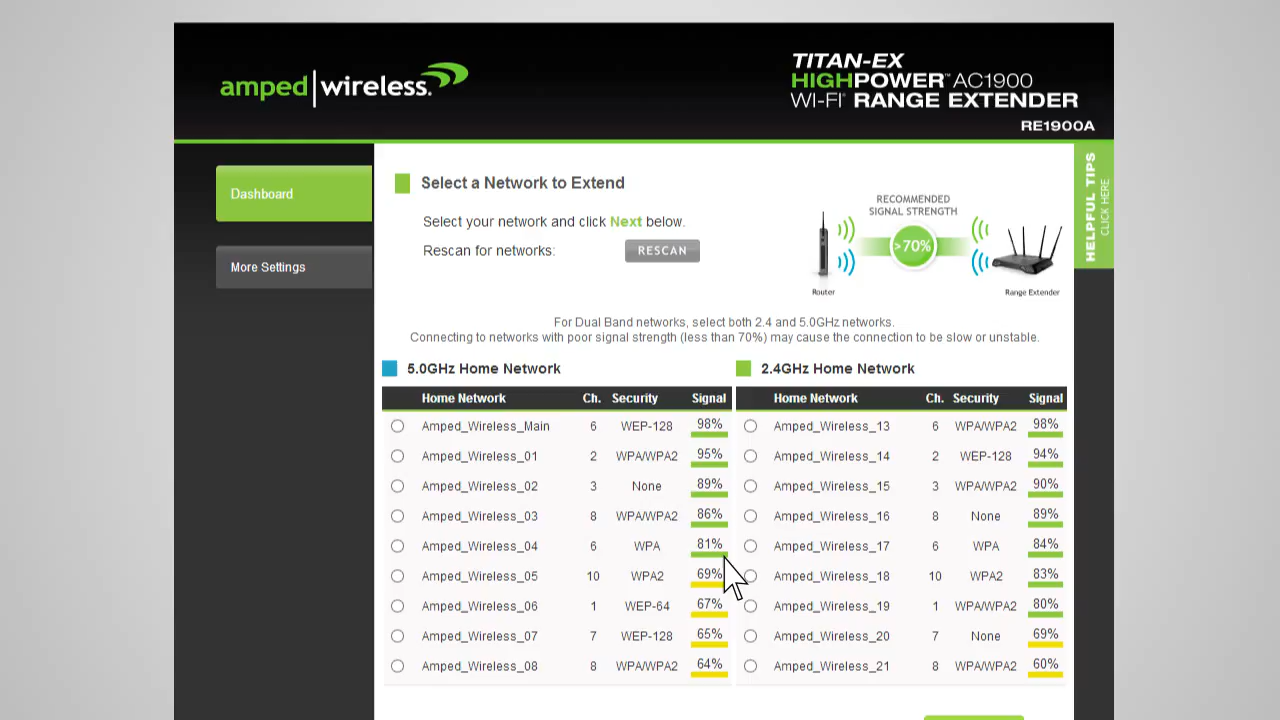 amped|wireless.
TITAN-EX
HIGHPOWER™ AC1900
WI-FI® RANGE EXTENDER
RE1900A
HELPFUL TIPS
CLICK HERE
Dashboard
More Settings
Select a Network to Extend
Select your network and click Next below.
Rescan for networks: RESCAN
RECOMMENDED
SIGNAL STRENGTH
>70%
Router
Range Extender
For Dual Band networks, select both 2.4 and 5.0GHz networks.
Connecting to networks with poor signal strength (less than 70%) may cause the connection to be slow or unstable.
5.0GHz Home Network
Home Network Ch. Security Signal
Amped_Wireless_Main 6 WEP-128 98%
Amped_Wireless_01 2 WPA/WPA2 95%
Amped_Wireless_02 3 None 89%
Amped_Wireless_03 8 WPA/WPA2 86%
Amped_Wireless_04 6 WPA 81%
Amped_Wireless_05 10 WPA2 69%
Amped_Wireless_06 1 WEP-64 67%
Amped_Wireless_07 7 WEP-128 65%
Amped_Wireless_08 8 WPA/WPA2 64%
2.4GHz Home Network
Home Network Ch. Security Signal
Amped_Wireless_13 6 WPA/WPA2 98%
Amped_Wireless_14 2 WEP-128 94%
Amped_Wireless_15 3 WPA/WPA2 90%
Amped_Wireless_16 8 None 89%
Amped_Wireless_17 6 WPA 84%
Amped_Wireless_18 10 WPA2 83%
Amped_Wireless_19 1 WPA/WPA2 80%
Amped_Wireless_20 7 None 69%
Amped_Wireless_21 8 WPA/WPA2 60%